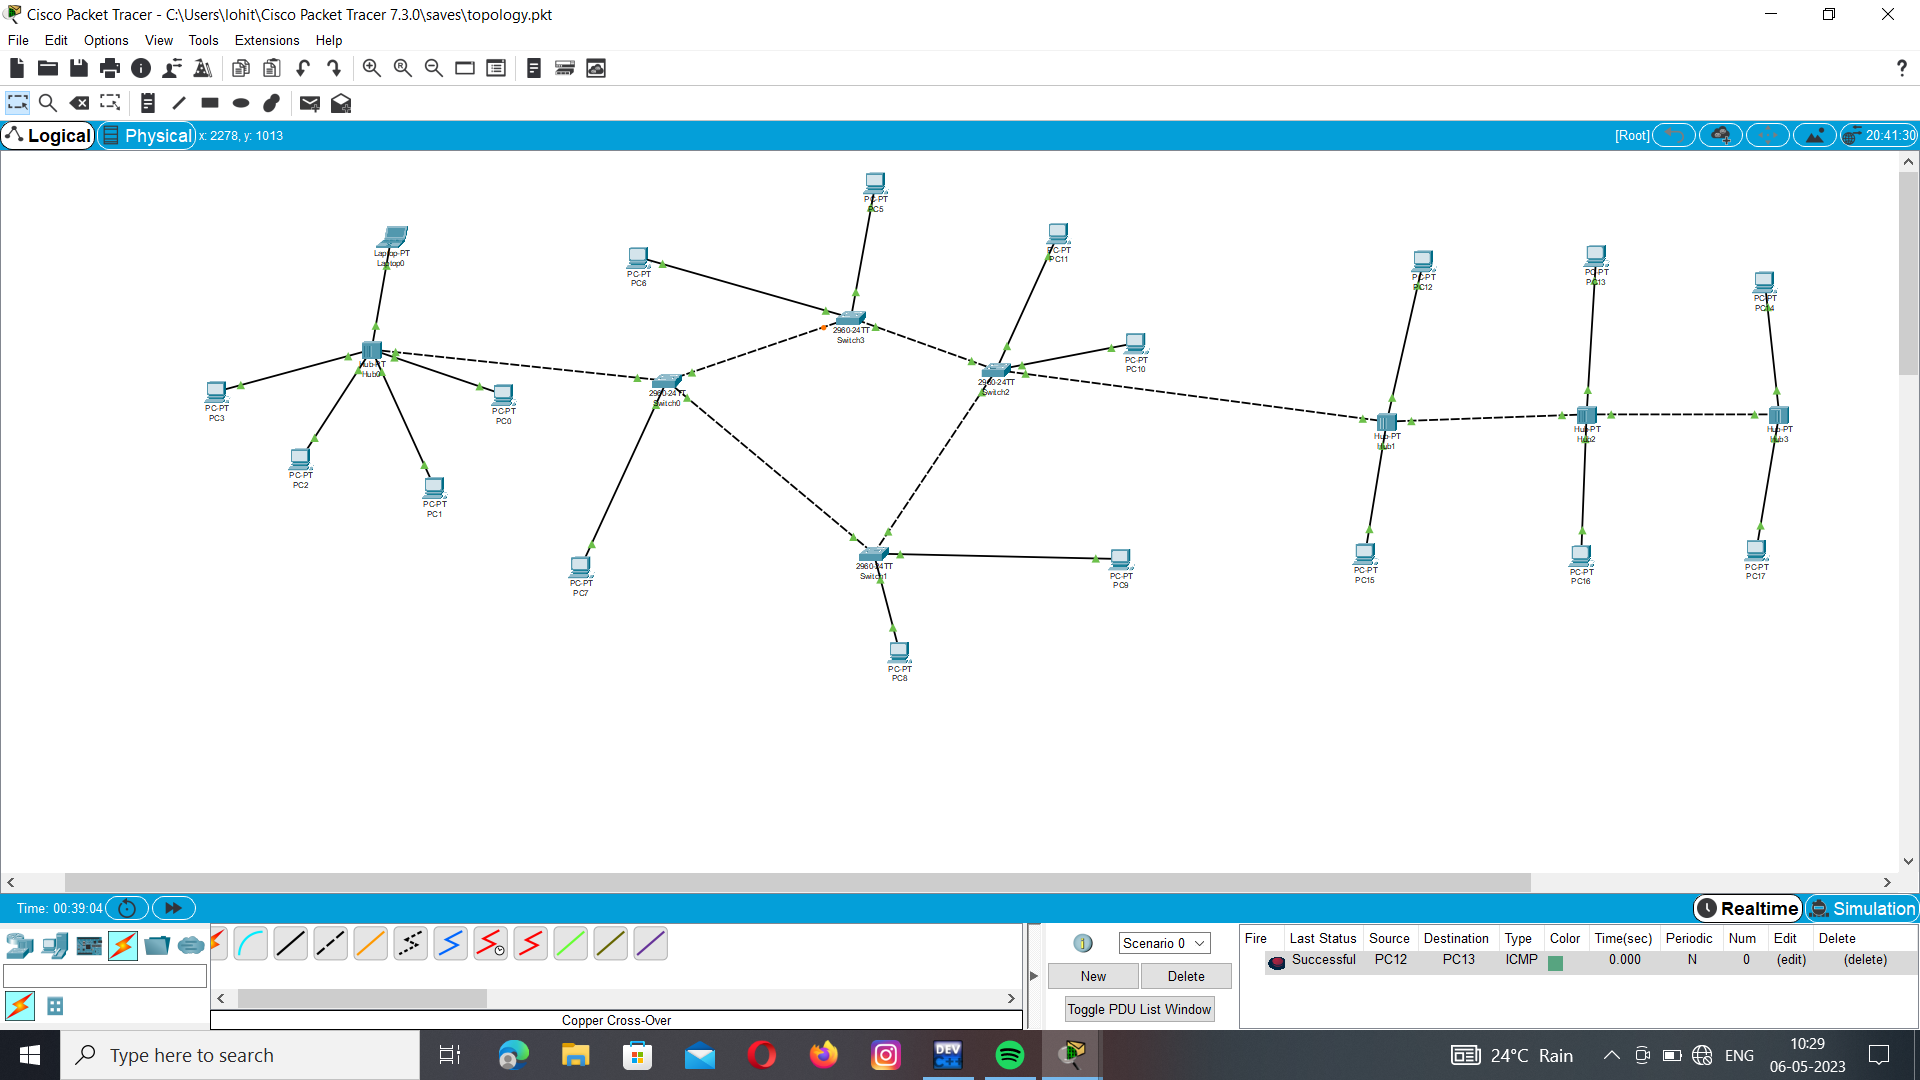 Cisco Packet Tracer - C:\Users\lohit\Cisco Packet Tracer 7.3.0\saves\topology.pkt
File Edit Options View Tools Extensions Help
Logical Physical x: 2278, y: 1013 [Root] 20:41:30
PC-PT
PC5
Laptop-PT
Laptop0
PC-PT
PC6
PC-PT
PC11
PC-PT
PC12
PC-PT
PC13
PC-PT
PC14
2960-24TT
Switch3
Hub-PT
Hub0
PC-PT
PC10
2960-24TT
Switch2
2960-24TT
Switch0
PC-PT
PC3
PC-PT
PC0
Hub-PT
Hub1
Hub-PT
Hub2
Hub-PT
Hub3
PC-PT
PC2
PC-PT
PC1
2960-24TT
Switch1
PC-PT
PC7
PC-PT
PC9
PC-PT
PC15
PC-PT
PC16
PC-PT
PC17
PC-PT
PC8
Time: 00:39:04 Realtime Simulation
Scenario 0
New Delete
Toggle PDU List Window
Fire Last Status Source Destination Type Color Time(sec) Periodic Num Edit Delete
Successful PC12 PC13 ICMP 0.000 N 0 (edit) (delete)
Copper Cross-Over
Type here to search
DEV
C++
24°C Rain
ENG
10:29
06-05-2023